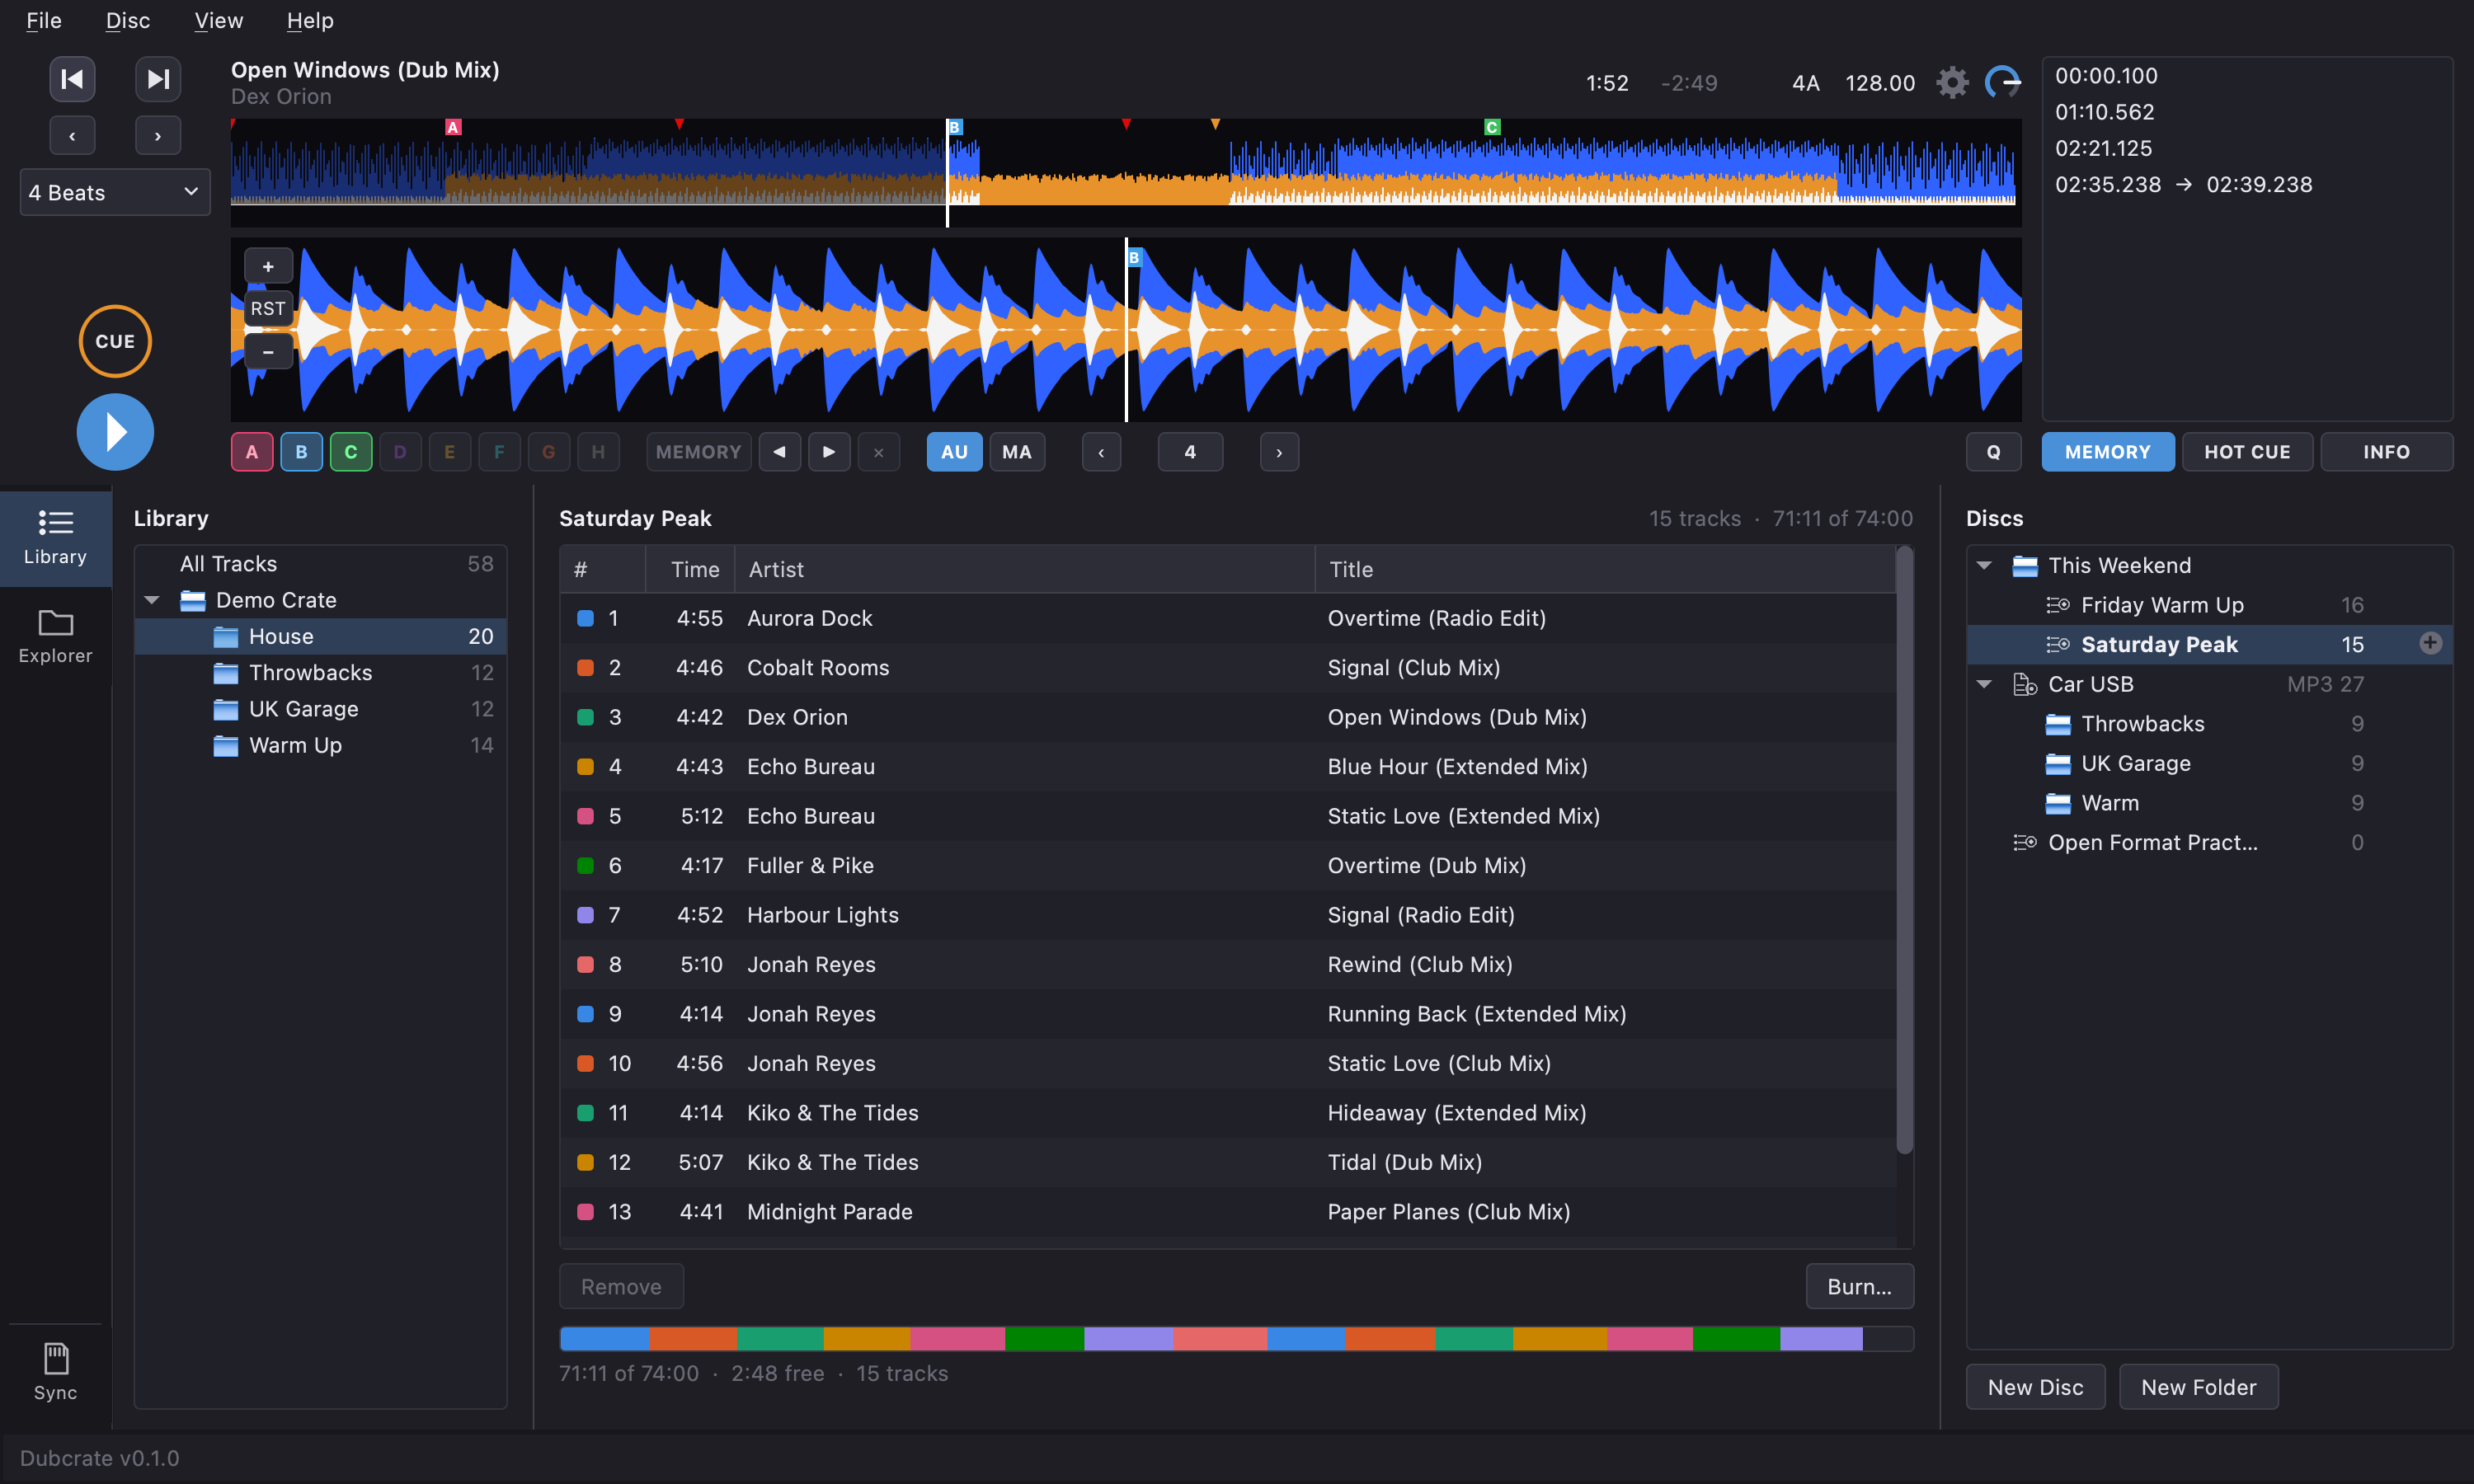 File Disc View Help
Open Windows (Dub Mix)
Dex Orion
1:52 -2:49 4A 128.00
00:00.100
01:10.562
02:21.125
02:35.238 → 02:39.238
‹ ›
4 Beats
A B C
B
+
RST
−
CUE
A B C D E F G H MEMORY ◀ ▶ × AU MA ‹ 4 › Q MEMORY HOT CUE INFO
Library
Explorer
Sync
Library
All Tracks 58
Demo Crate
House 20
Throwbacks 12
UK Garage 12
Warm Up 14
Saturday Peak 15 tracks · 71:11 of 74:00
# Time Artist Title
1 4:55 Aurora Dock Overtime (Radio Edit)
2 4:46 Cobalt Rooms Signal (Club Mix)
3 4:42 Dex Orion Open Windows (Dub Mix)
4 4:43 Echo Bureau Blue Hour (Extended Mix)
5 5:12 Echo Bureau Static Love (Extended Mix)
6 4:17 Fuller & Pike Overtime (Dub Mix)
7 4:52 Harbour Lights Signal (Radio Edit)
8 5:10 Jonah Reyes Rewind (Club Mix)
9 4:14 Jonah Reyes Running Back (Extended Mix)
10 4:56 Jonah Reyes Static Love (Club Mix)
11 4:14 Kiko & The Tides Hideaway (Extended Mix)
12 5:07 Kiko & The Tides Tidal (Dub Mix)
13 4:41 Midnight Parade Paper Planes (Club Mix)
Remove Burn...
71:11 of 74:00 · 2:48 free · 15 tracks
Discs
This Weekend
Friday Warm Up 16
Saturday Peak 15
Car USB MP3 27
Throwbacks 9
UK Garage 9
Warm 9
Open Format Pract... 0
New Disc New Folder
Dubcrate v0.1.0